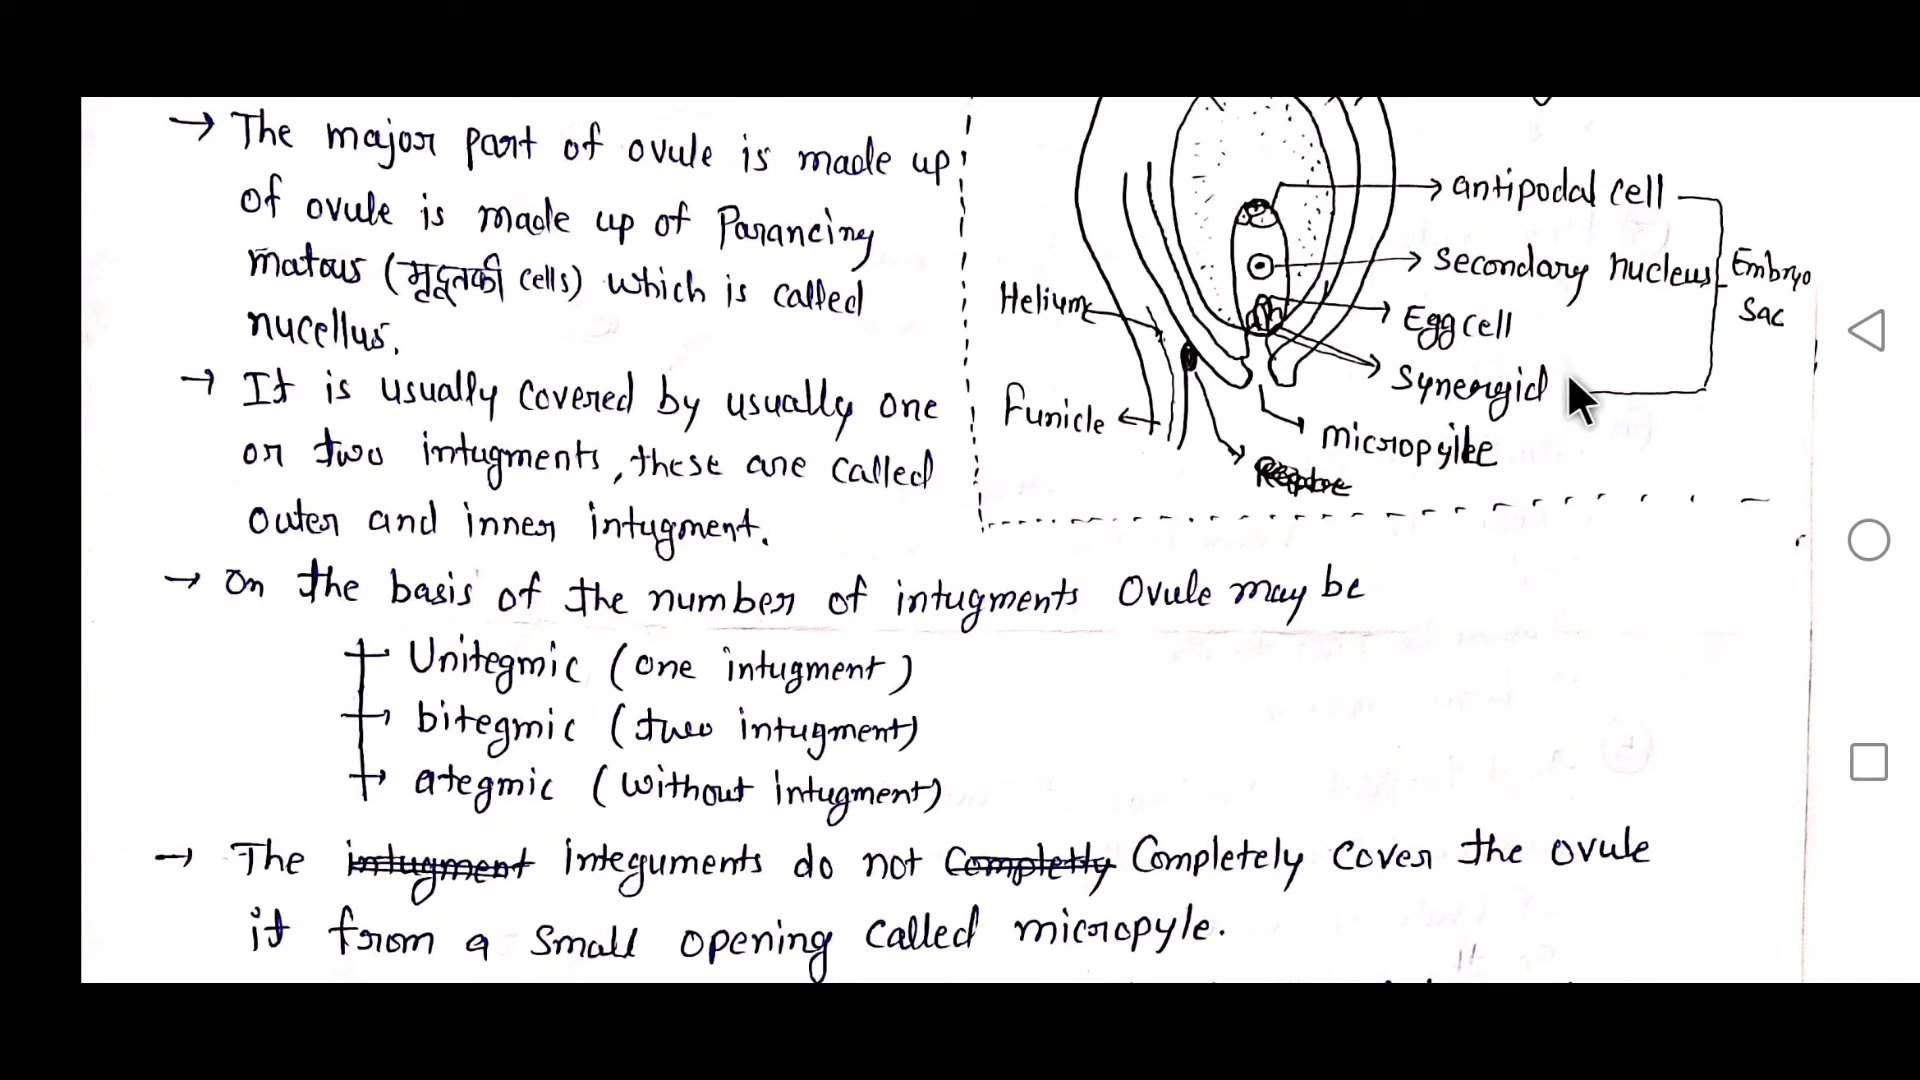 → The major part of ovule is made up
of ovule is made up of Parancing
matous (मृदूतकी cells) which is called
nucellus.
→ It is usually covered by usually one
or two intugments, these are called
outer and inner intugment.
→ On the basis of the number of intugments Ovule may be
Unitegmic (one intugment)
bitegmic (two intugment)
ategmic (without intugment)
→ The intugment integuments do not Completly Completely cover the ovule
it from a small opening called micropyle.
antipodal cell
secondary nucleus
Embryo
Sac
Helium
Egg cell
Synergid
Funicle
micropyle